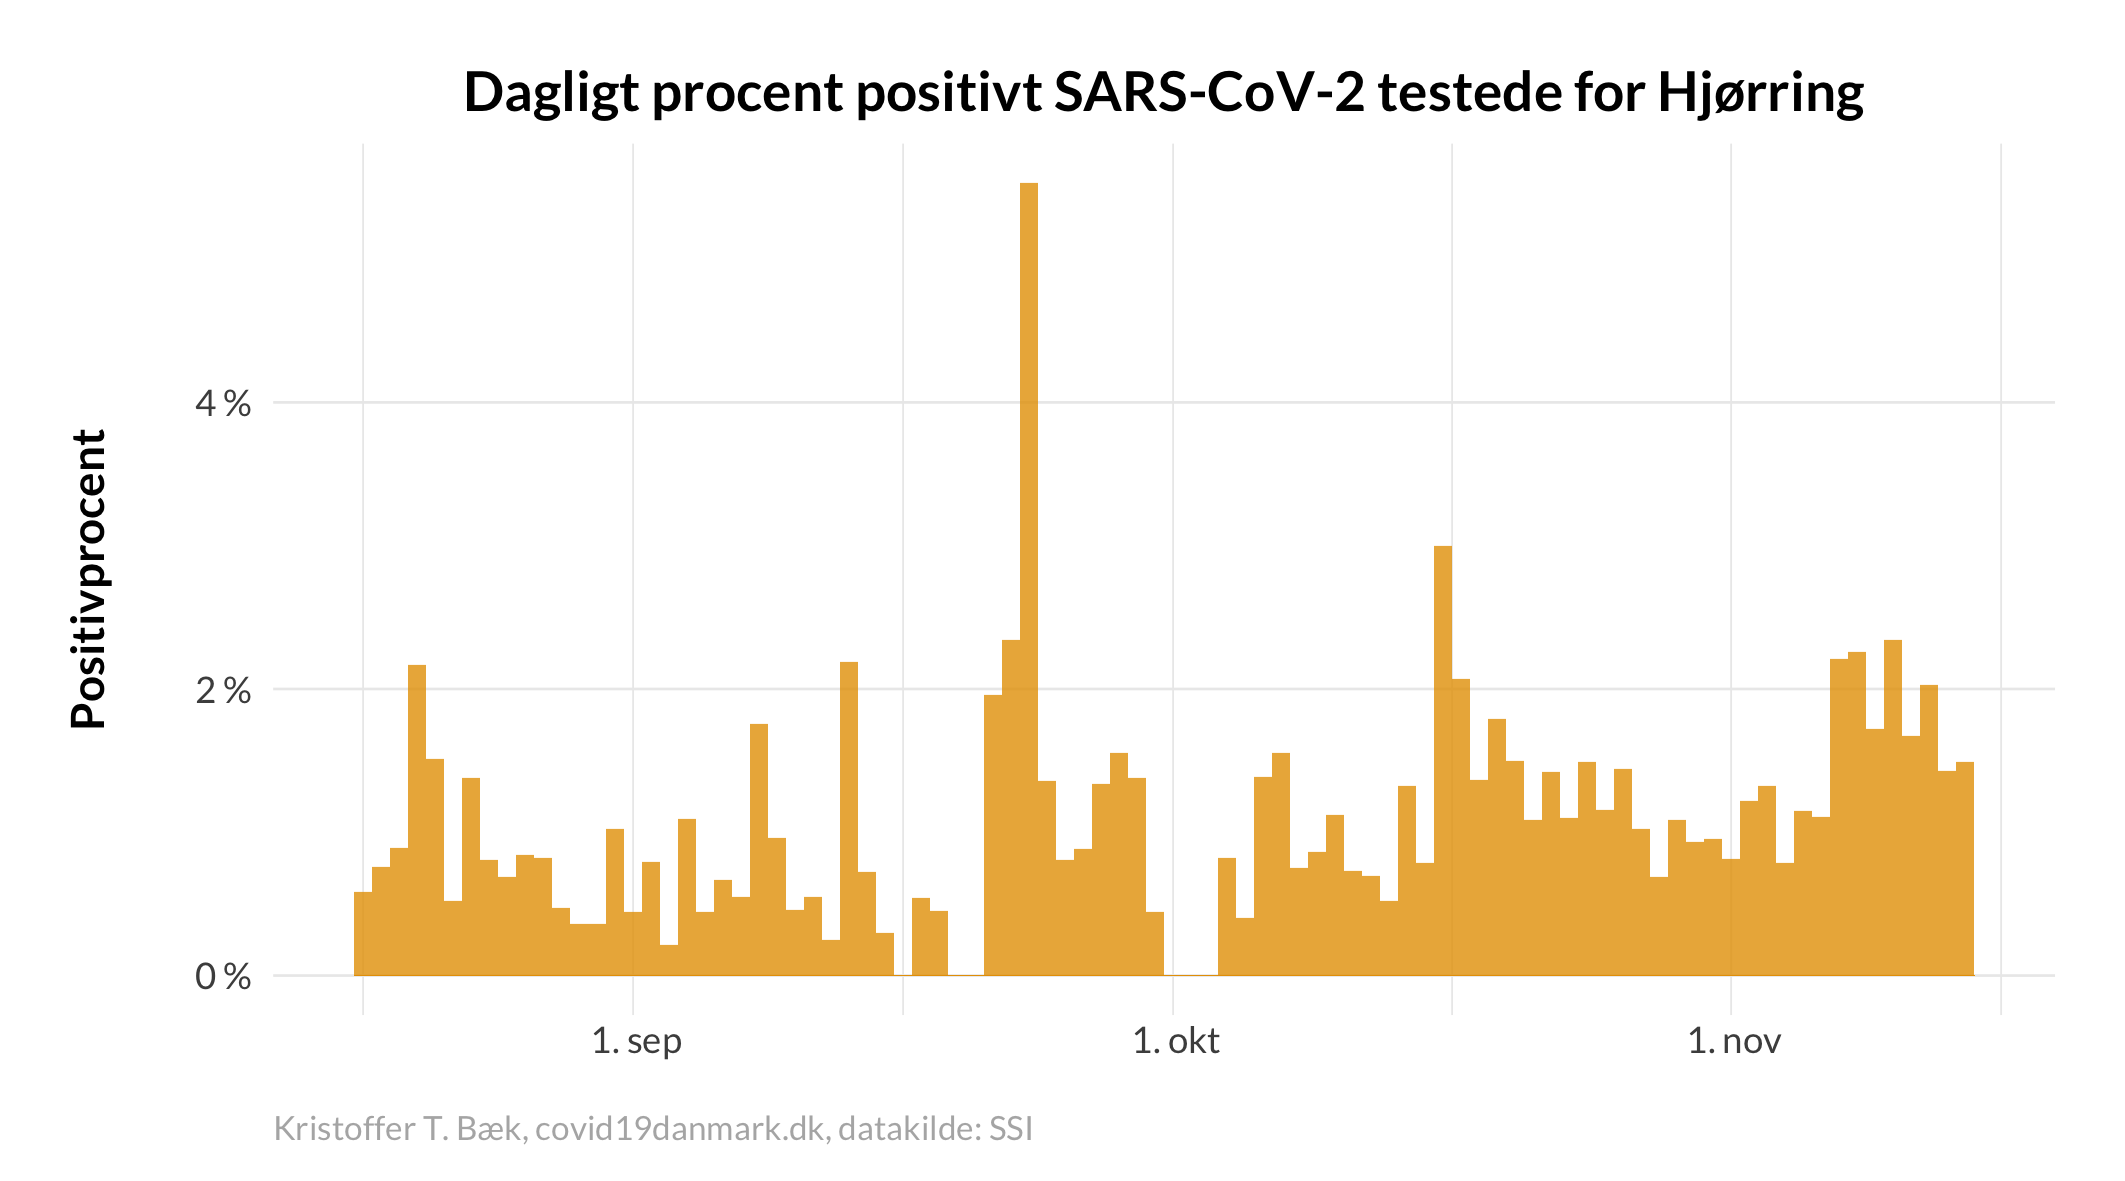 Dagligt procent positivt SARS-CoV-2 testede for Hjørring
Positivprocent
4 %
2 %
0 %
1. sep
1. okt
1. nov
Kristoffer T. Bæk, covid19danmark.dk, datakilde: SSI